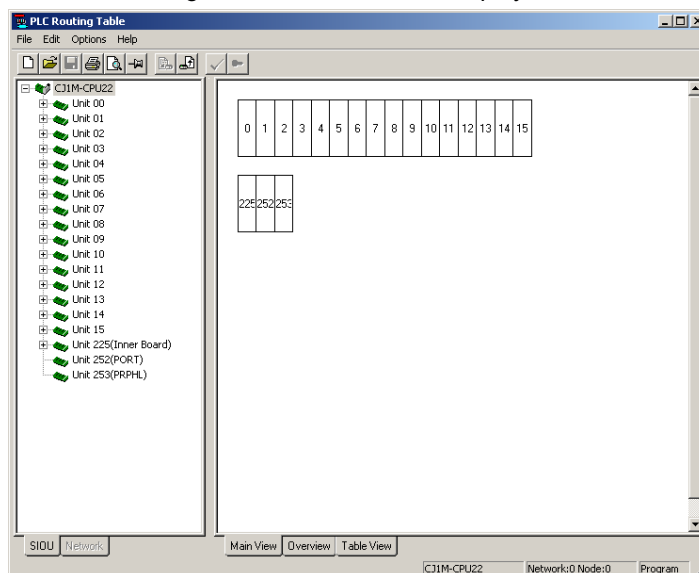 PLC Routing Table
File Edit Options Help
CJ1M-CPU22
Unit 00
Unit 01
Unit 02
Unit 03
Unit 04
Unit 05
Unit 06
Unit 07
Unit 08
Unit 09
Unit 10
Unit 11
Unit 12
Unit 13
Unit 14
Unit 15
Unit 225(Inner Board)
Unit 252(PORT)
Unit 253(PRPHL)
0 1 2 3 4 5 6 7 8 9 10 11 12 13 14 15
225 252 253
SIOU Network
Main View Overview Table View
CJ1M-CPU22 Network:0 Node:0 Program